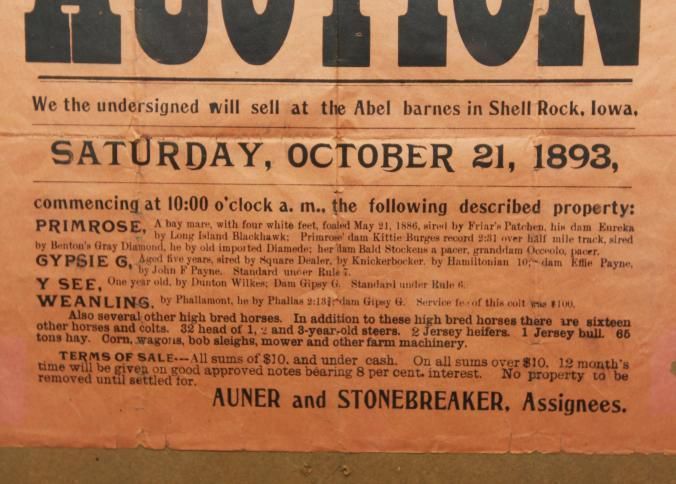 AUCTION
We the undersigned will sell at the Abel barnes in Shell Rock, Iowa,
SATURDAY, OCTOBER 21, 1893,
commencing at 10:00 o'clock a. m., the following described property:
PRIMROSE, A bay mare, with four white feet, foaled May 21, 1886, sired by Friar's Patchen, his dam Eureka
by Long Island Blackhawk; Primrose' dam Kittie Burges record 2:31 over half mile track, sired
by Benton's Gray Diamond, he by old imported Diamede; her dam Bald Stockens a pacer, granddam Occeolo, pacer.
GYPSIE G, Aged five years, sired by Square Dealer, by Knickerbocker, by Hamiltonian 10; dam Effie Payne,
by John F Payne. Standard under Rule 7.
Y SEE, One year old, by Dunton Wilkes; Dam Gipsy G. Standard under Rule 6.
WEANLING, by Phallamont, he by Phallas 2:13¾; dam Gipsy G. Service fee of this colt was $100.
Also several other high bred horses. In addition to these high bred horses there are sixteen
other horses and colts. 32 head of 1, 2 and 3-year-old steers. 2 Jersey heifers. 1 Jersey bull. 65
tons hay. Corn, wagons, bob sleighs, mower and other farm machinery.
TERMS OF SALE---All sums of $10. and under cash. On all sums over $10. 12 month's
time will be given on good approved notes bearing 8 per cent. interest. No property to be
removed until settled for.
AUNER and STONEBREAKER, Assignees.